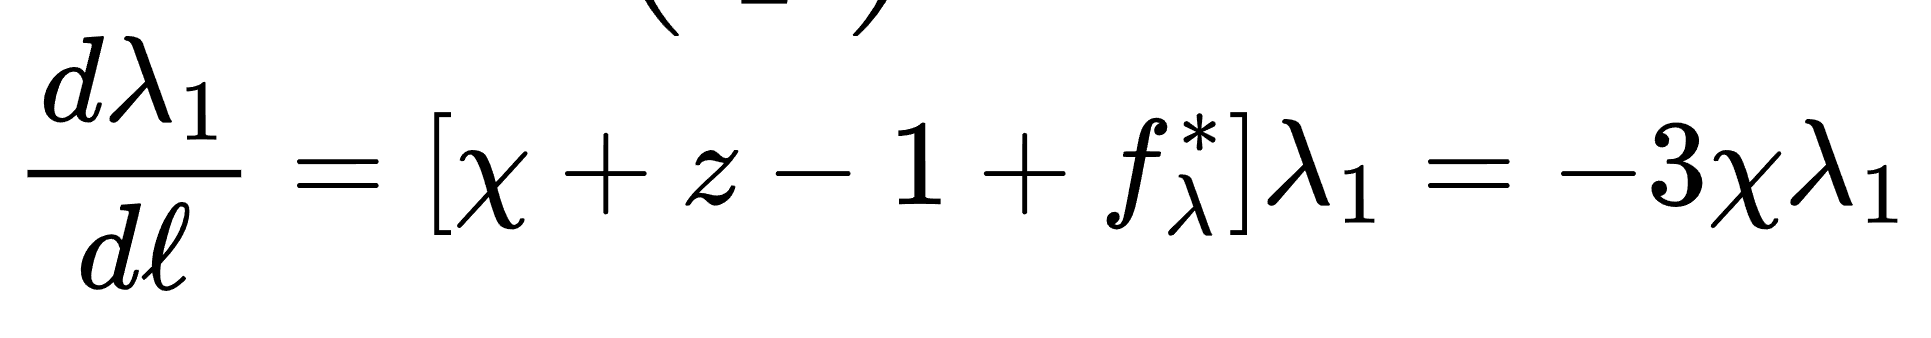 dλ₁/dℓ = [χ + z − 1 + f*_λ]λ₁ = −3χλ₁